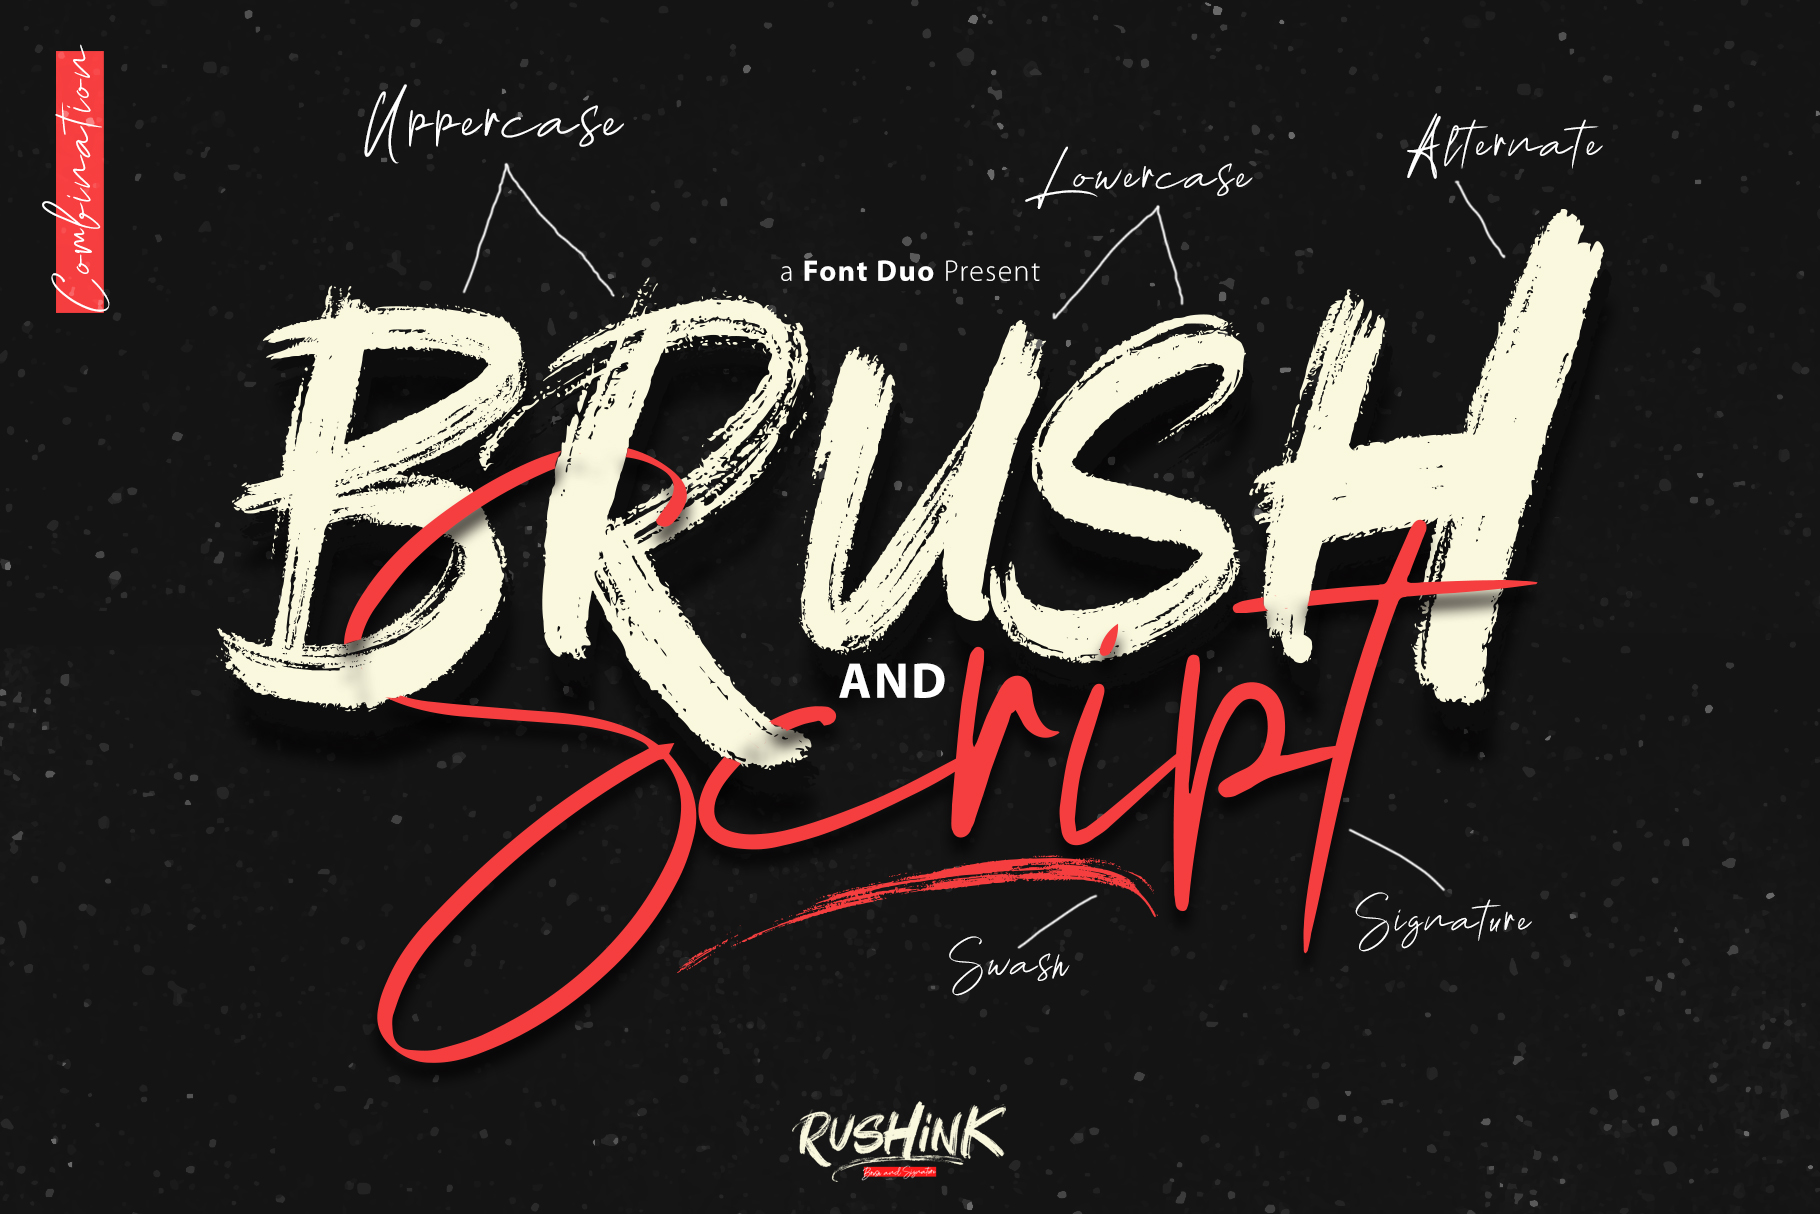 Combination
Uppercase
Lowercase
Alternate
a Font Duo Present
BRUSH
AND
Script
Signature
Swash
RUSHiNK